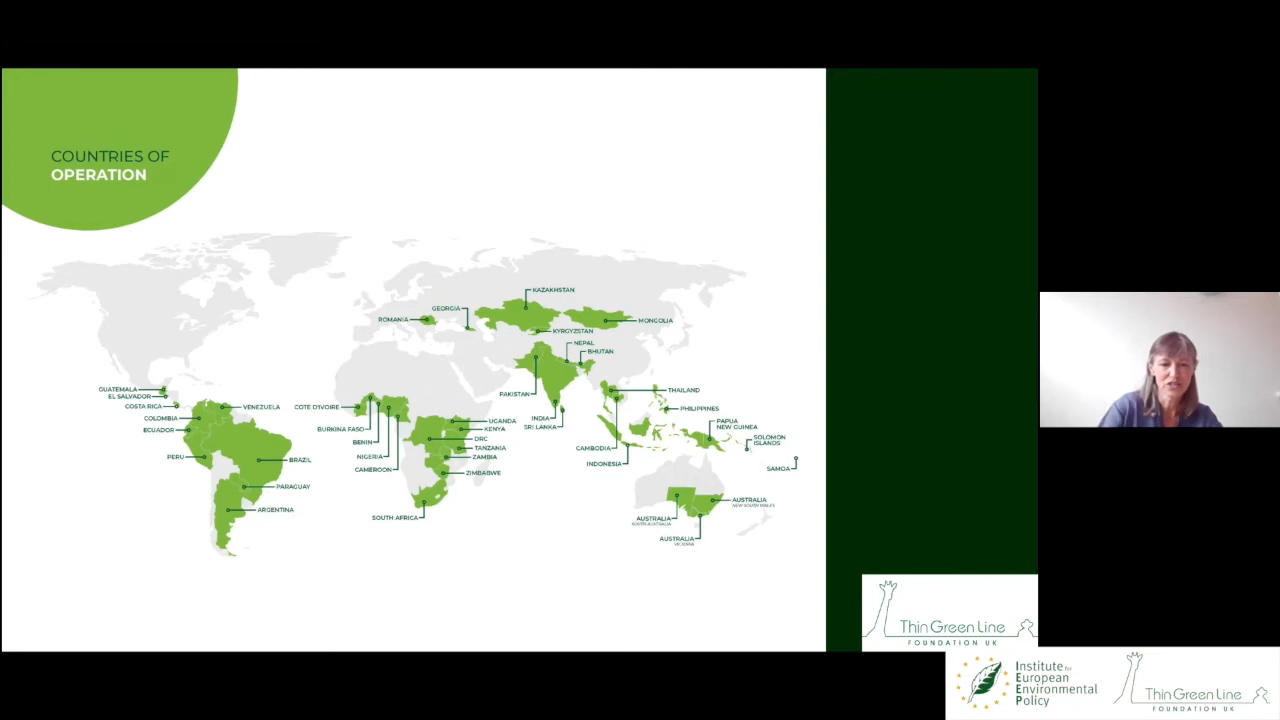 COUNTRIES OF
OPERATION
KAZAKHSTAN
GEORGIA
ROMANIA
MONGOLIA
KYRGYZSTAN
NEPAL
BHUTAN
GUATEMALA
EL SALVADOR
COSTA RICA
COLOMBIA
VENEZUELA
ECUADOR
PERU
BRAZIL
PARAGUAY
ARGENTINA
COTE D'IVOIRE
BURKINA FASO
BENIN
NIGERIA
CAMEROON
UGANDA
KENYA
DRC
TANZANIA
ZAMBIA
ZIMBABWE
SOUTH AFRICA
PAKISTAN
INDIA
SRI LANKA
THAILAND
PHILIPPINES
CAMBODIA
INDONESIA
PAPUA
NEW GUINEA
SOLOMON
ISLANDS
SAMOA
AUSTRALIA
NEW SOUTH WALES
AUSTRALIA
SOUTH AUSTRALIA
AUSTRALIA
VICTORIA
Thin Green Line
FOUNDATION UK
Institute for
European
Environmental
Policy
Thin Green Line
FOUNDATION UK